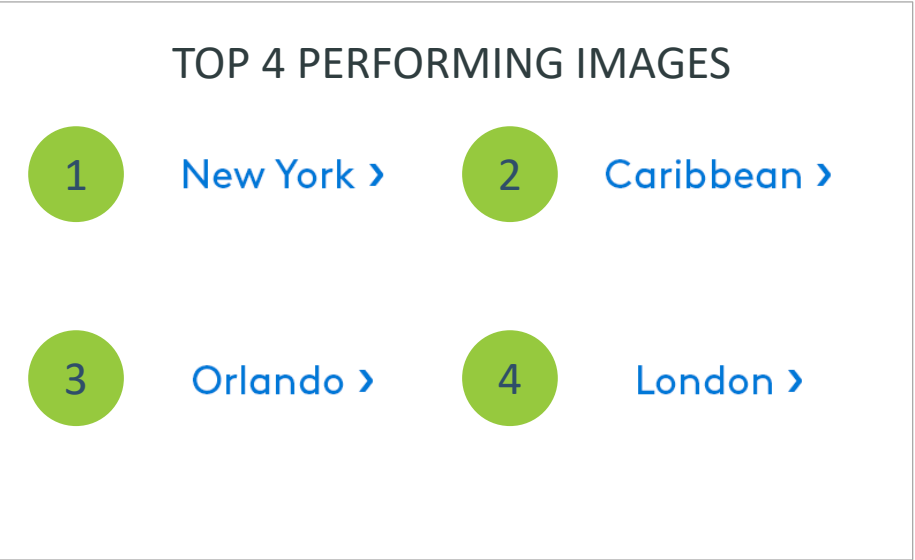 TOP 4 PERFORMING IMAGES
1 New York › 2 Caribbean ›
3 Orlando › 4 London ›